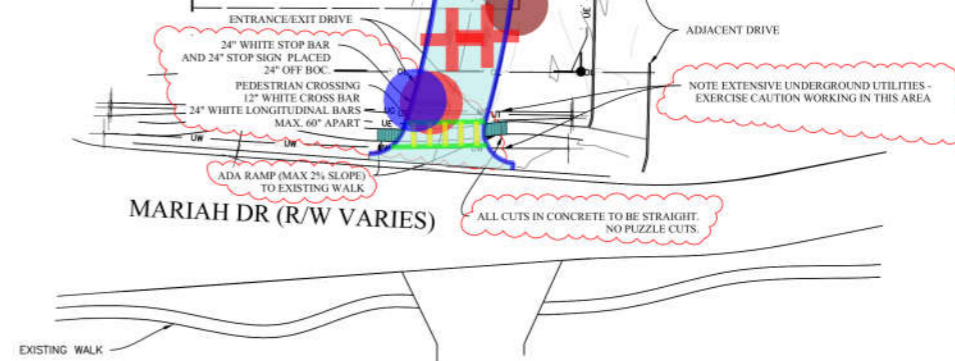 ENTRANCE/EXIT DRIVE
24" WHITE STOP BAR
AND 24" STOP SIGN PLACED
24" OFF BOC.
PEDESTRIAN CROSSING
12" WHITE CROSS BAR
24" WHITE LONGITUDINAL BARS
MAX. 60" APART
UE
ADJACENT DRIVE
NOTE EXTENSIVE UNDERGROUND UTILITIES -
EXERCISE CAUTION WORKING IN THIS AREA
UE
UT
UW
UW
ADA RAMP (MAX 2% SLOPE)
TO EXISTING WALK
MARIAH DR (R/W VARIES)
ALL CUTS IN CONCRETE TO BE STRAIGHT.
NO PUZZLE CUTS.
EXISTING WALK